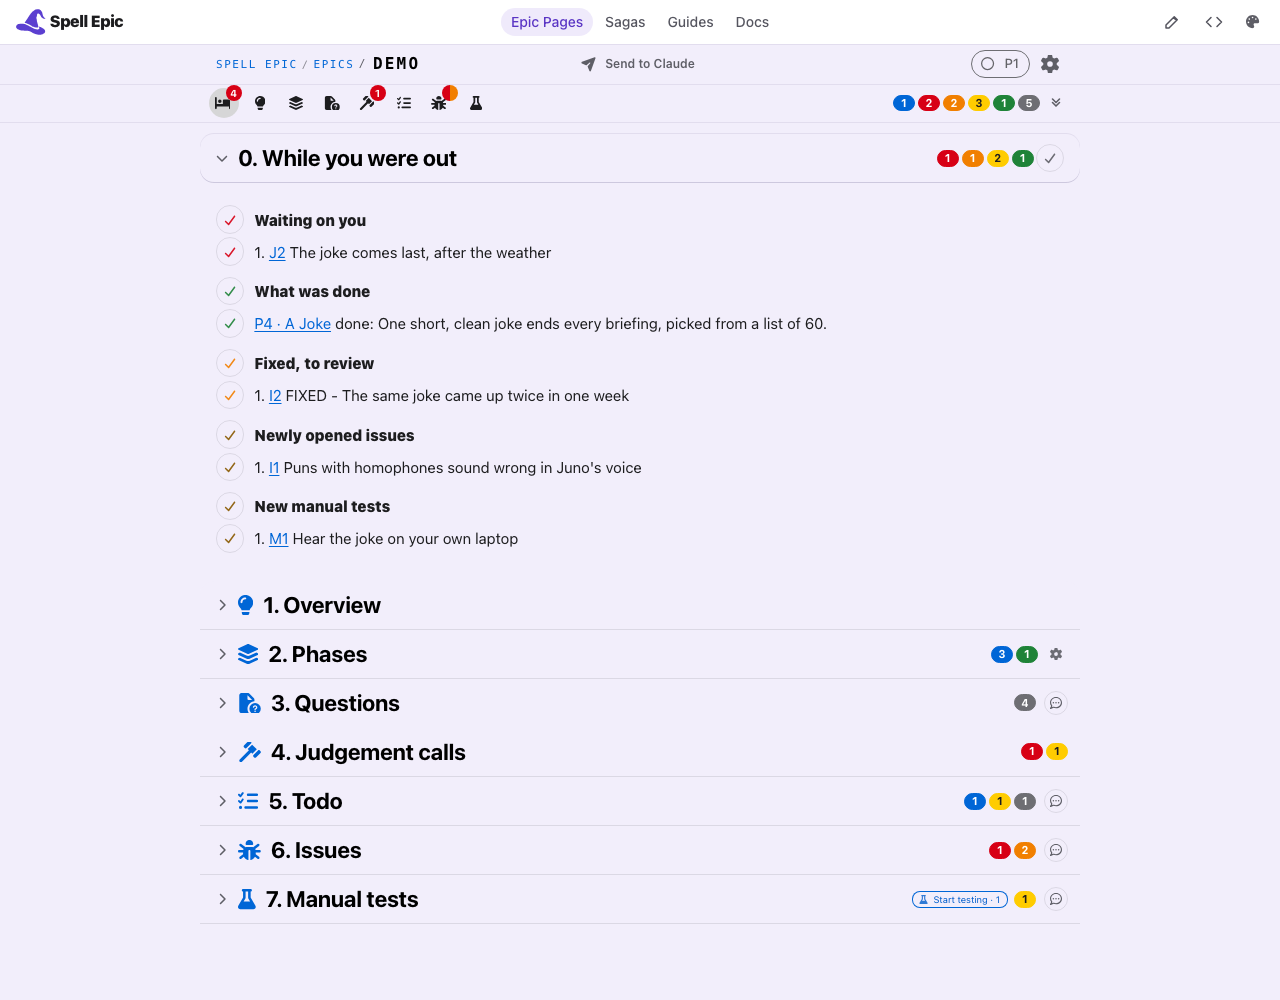 Spell Epic
Epic Pages Sagas Guides Docs
SPELL EPIC / EPICS / DEMO
Send to Claude
P1
4 1
1 2 2 3 1 5
0. While you were out
1 1 2 1
Waiting on you
1. J2 The joke comes last, after the weather
What was done
P4 · A Joke done: One short, clean joke ends every briefing, picked from a list of 60.
Fixed, to review
1. I2 FIXED - The same joke came up twice in one week
Newly opened issues
1. I1 Puns with homophones sound wrong in Juno's voice
New manual tests
1. M1 Hear the joke on your own laptop
1. Overview
2. Phases
3 1
3. Questions
4
4. Judgement calls
1 1
5. Todo
1 1 1
6. Issues
1 2
7. Manual tests
Start testing · 1 1